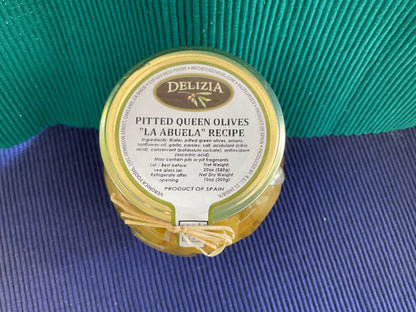 DELIZIA
PITTED QUEEN OLIVES
"LA ABUELA" RECIPE
Ingredients: Water, pitted green olives, onions,
sunflower-oil, garlic, parsley, salt, acidulant (citric
acid), conservant (potassium sorbate), antioxidant
(ascorbic acid).
May contain pits or pit fragments.
Lot / Best before: Net Weight
see glass lid 20oz (580g)
Refrigerate after Net Dry Weight
opening 10oz (300g)
PRODUCT OF SPAIN